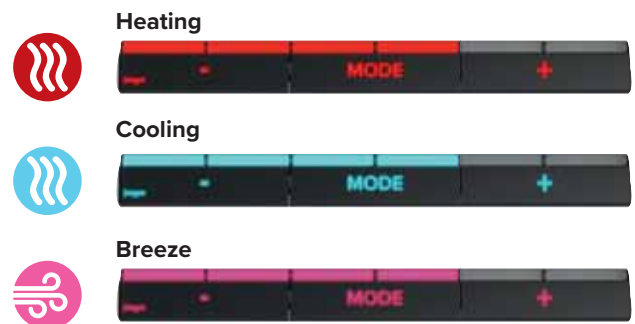 Heating
- MODE +
Cooling
- MODE +
Breeze
- MODE +